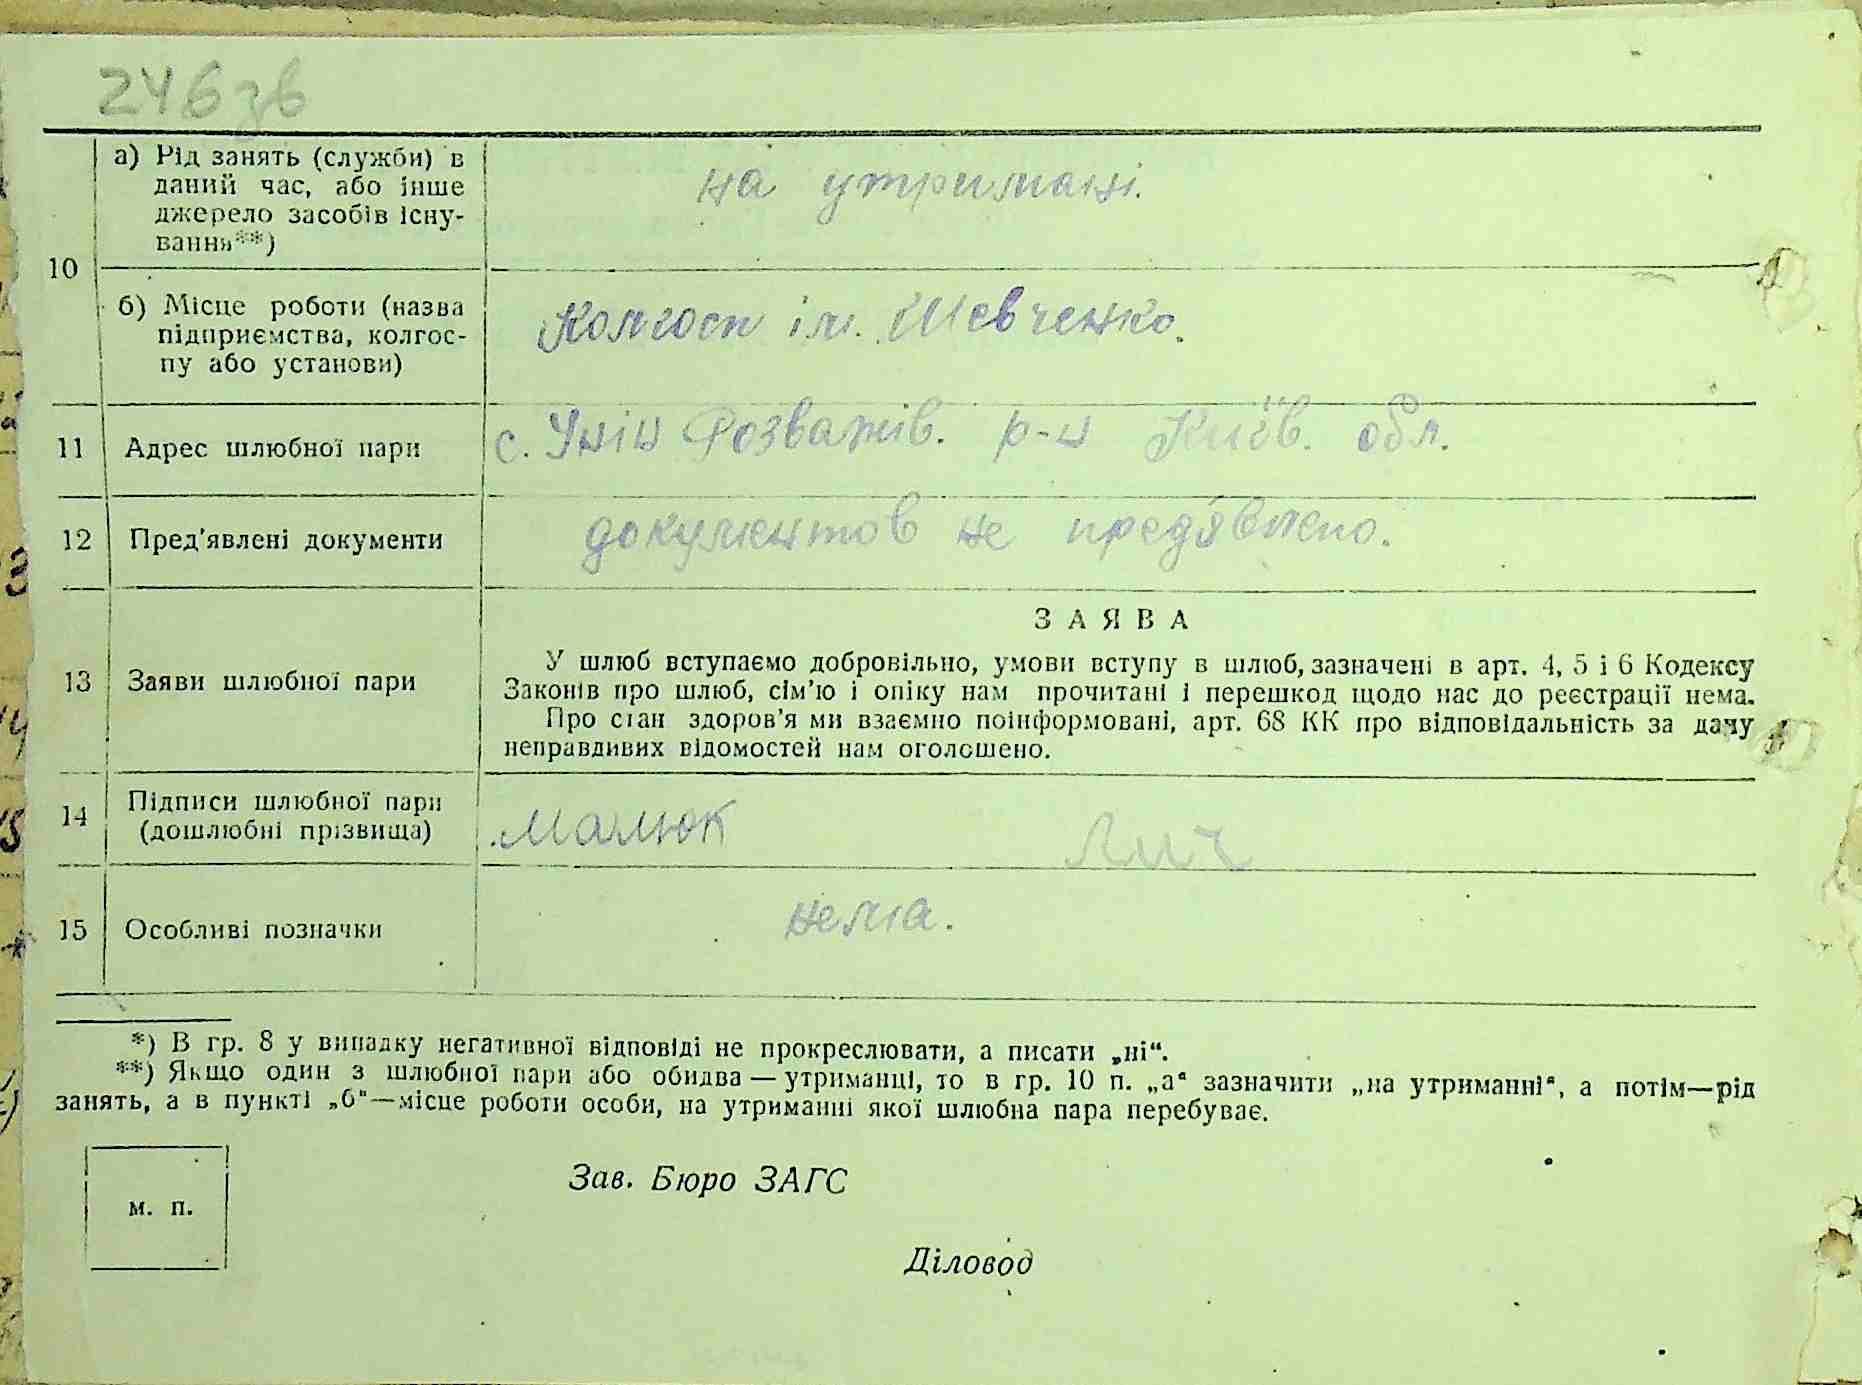 246зв
10
а) Рід занять (служби) в
даний час, або інше
джерело засобів існу-
вання**)
на утримані.
б) Місце роботи (назва
підприємства, колгос-
пу або установи)
Колгосп ім. Шевченко.
11 Адрес шлюбної пари с. Унін Розважів. р-н Київ. обл.
12 Пред'явлені документи документов не предявлено.
13 Заяви шлюбної пари
ЗАЯВА
У шлюб вступаємо добровільно, умови вступу в шлюб, зазначені в арт. 4, 5 і 6 Кодексу
Законів про шлюб, сім'ю і опіку нам прочитані і перешкод щодо нас до реєстрації нема.
Про стан здоров'я ми взаємно поінформовані, арт. 68 КК про відповідальність за дачу
неправдивих відомостей нам оголошено.
14 Підписи шлюбної пари
(дошлюбні прізвища)
Малюк
15 Особливі позначки нема.
*) В гр. 8 у випадку негативної відповіді не прокреслювати, а писати „ні“.
**) Якщо один з шлюбної пари або обидва — утриманці, то в гр. 10 п. „а“ зазначити „на утриманні“, а потім—рід
занять, а в пункті „б“—місце роботи особи, на утриманні якої шлюбна пара перебуває.
м. п.
Зав. Бюро ЗАГС
Діловод